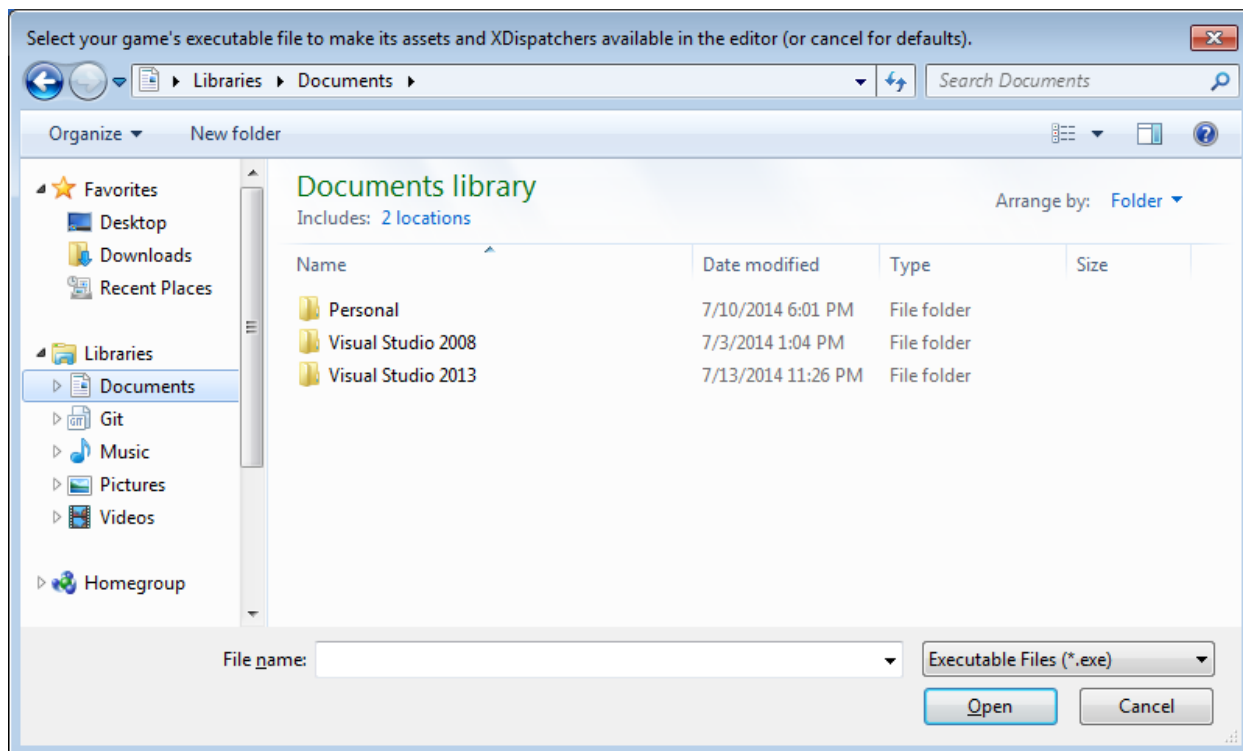 Select your game's executable file to make its assets and XDispatchers available in the editor (or cancel for defaults).
Libraries Documents
Search Documents
Organize New folder
Favorites
Desktop
Downloads
Recent Places
Libraries
Documents
Git
Music
Pictures
Videos
Homegroup
Documents library
Includes: 2 locations
Arrange by: Folder
Name Date modified Type Size
Personal 7/10/2014 6:01 PM File folder
Visual Studio 2008 7/3/2014 1:04 PM File folder
Visual Studio 2013 7/13/2014 11:26 PM File folder
File name: Executable Files (*.exe)
Open Cancel